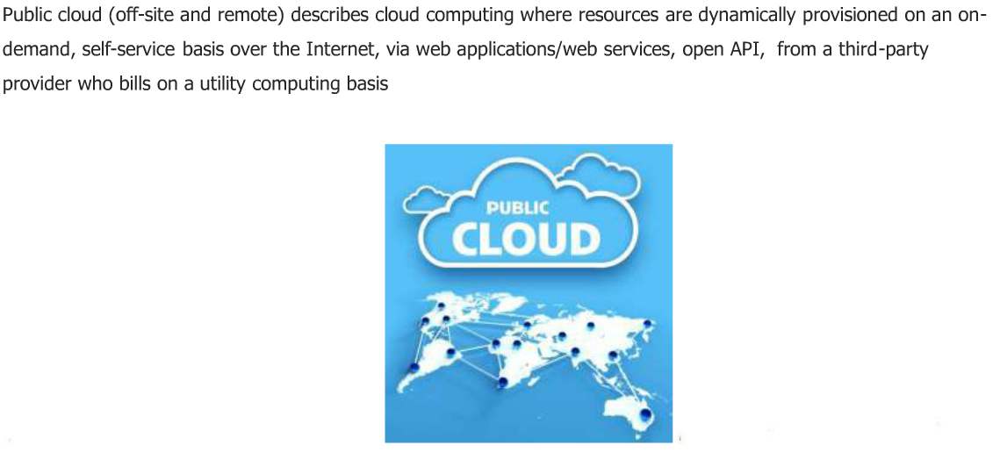 Public cloud (off-site and remote) describes cloud computing where resources are dynamically provisioned on an on-
demand, self-service basis over the Internet, via web applications/web services, open API,  from a third-party
provider who bills on a utility computing basis
PUBLIC
CLOUD